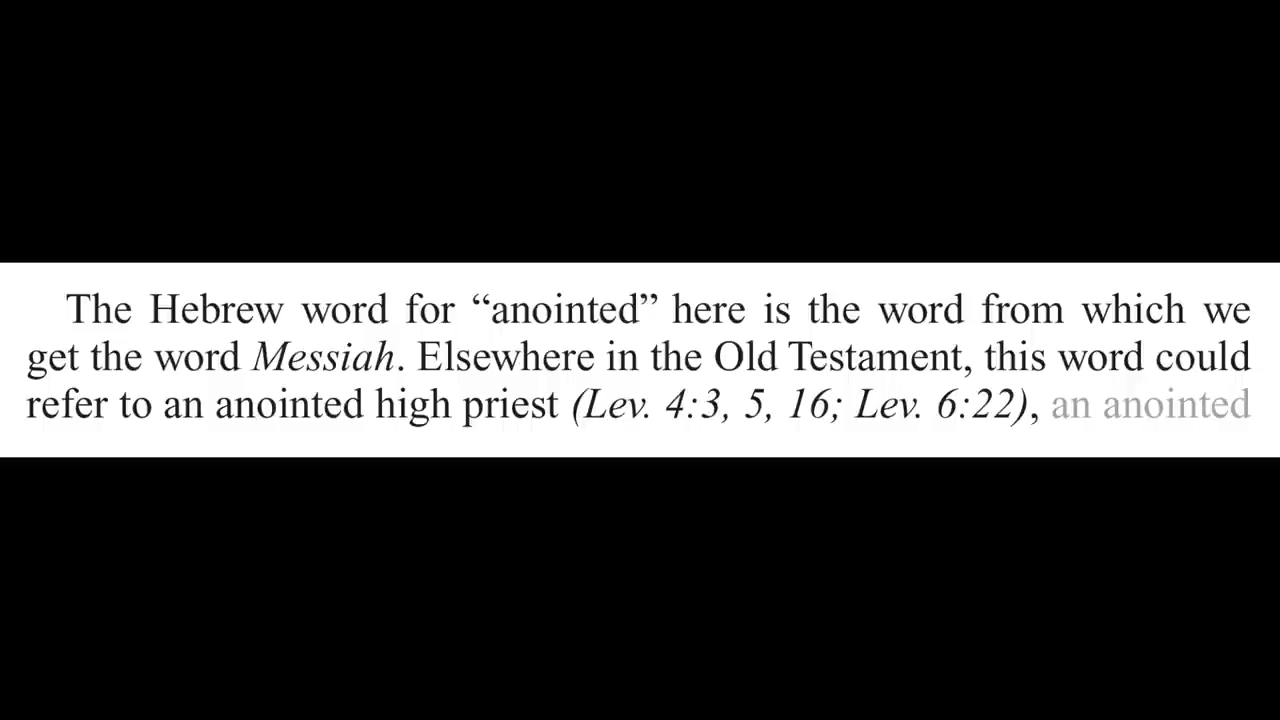 The Hebrew word for “anointed” here is the word from which we
get the word Messiah. Elsewhere in the Old Testament, this word could
refer to an anointed high priest (Lev. 4:3, 5, 16; Lev. 6:22), an anointed